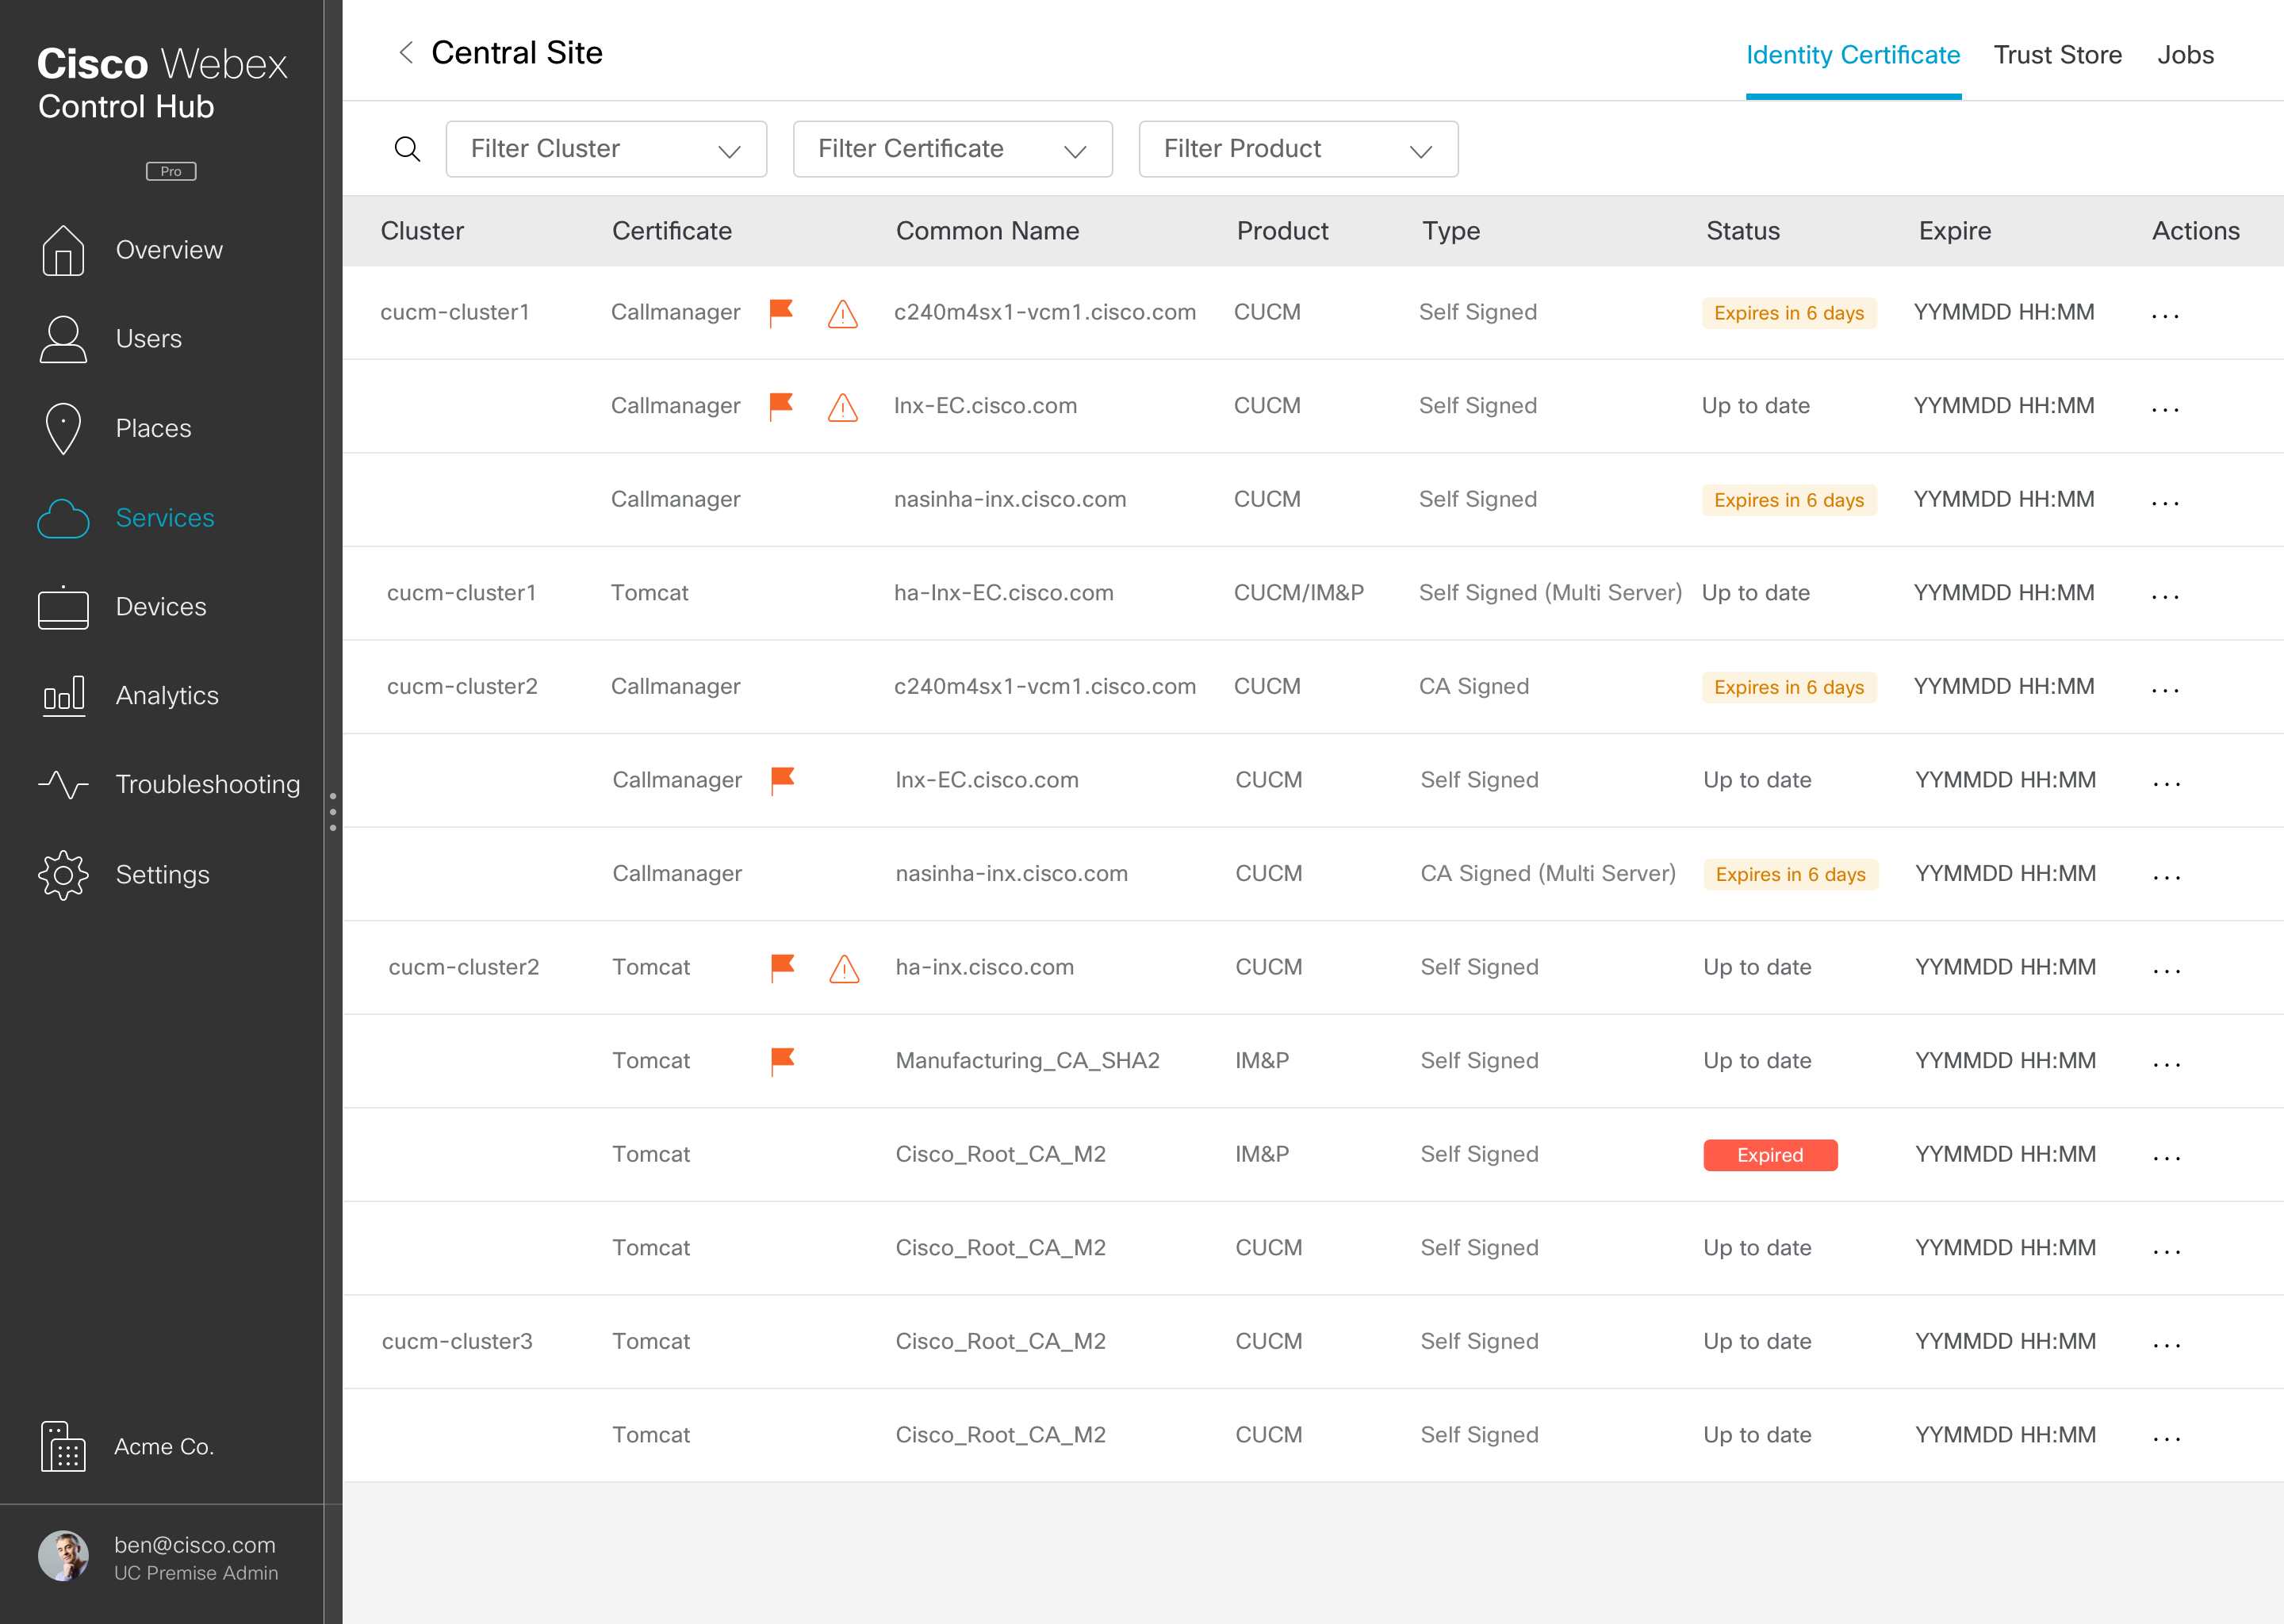 Cisco Webex
Control Hub
Pro
Overview
Users
Places
Services
Devices
Analytics
Troubleshooting
Settings
Acme Co.
ben@cisco.com
UC Premise Admin
Central Site
Identity Certificate Trust Store Jobs
Filter Cluster Filter Certificate Filter Product
Cluster Certificate Common Name Product Type Status Expire Actions
cucm-cluster1 Callmanager c240m4sx1-vcm1.cisco.com CUCM Self Signed Expires in 6 days YYMMDD HH:MM ...
Callmanager lnx-EC.cisco.com CUCM Self Signed Up to date YYMMDD HH:MM ...
Callmanager nasinha-inx.cisco.com CUCM Self Signed Expires in 6 days YYMMDD HH:MM ...
cucm-cluster1 Tomcat ha-lnx-EC.cisco.com CUCM/IM&P Self Signed (Multi Server) Up to date YYMMDD HH:MM ...
cucm-cluster2 Callmanager c240m4sx1-vcm1.cisco.com CUCM CA Signed Expires in 6 days YYMMDD HH:MM ...
Callmanager lnx-EC.cisco.com CUCM Self Signed Up to date YYMMDD HH:MM ...
Callmanager nasinha-inx.cisco.com CUCM CA Signed (Multi Server) Expires in 6 days YYMMDD HH:MM ...
cucm-cluster2 Tomcat ha-inx.cisco.com CUCM Self Signed Up to date YYMMDD HH:MM ...
Tomcat Manufacturing_CA_SHA2 IM&P Self Signed Up to date YYMMDD HH:MM ...
Tomcat Cisco_Root_CA_M2 IM&P Self Signed Expired YYMMDD HH:MM ...
Tomcat Cisco_Root_CA_M2 CUCM Self Signed Up to date YYMMDD HH:MM ...
cucm-cluster3 Tomcat Cisco_Root_CA_M2 CUCM Self Signed Up to date YYMMDD HH:MM ...
Tomcat Cisco_Root_CA_M2 CUCM Self Signed Up to date YYMMDD HH:MM ...